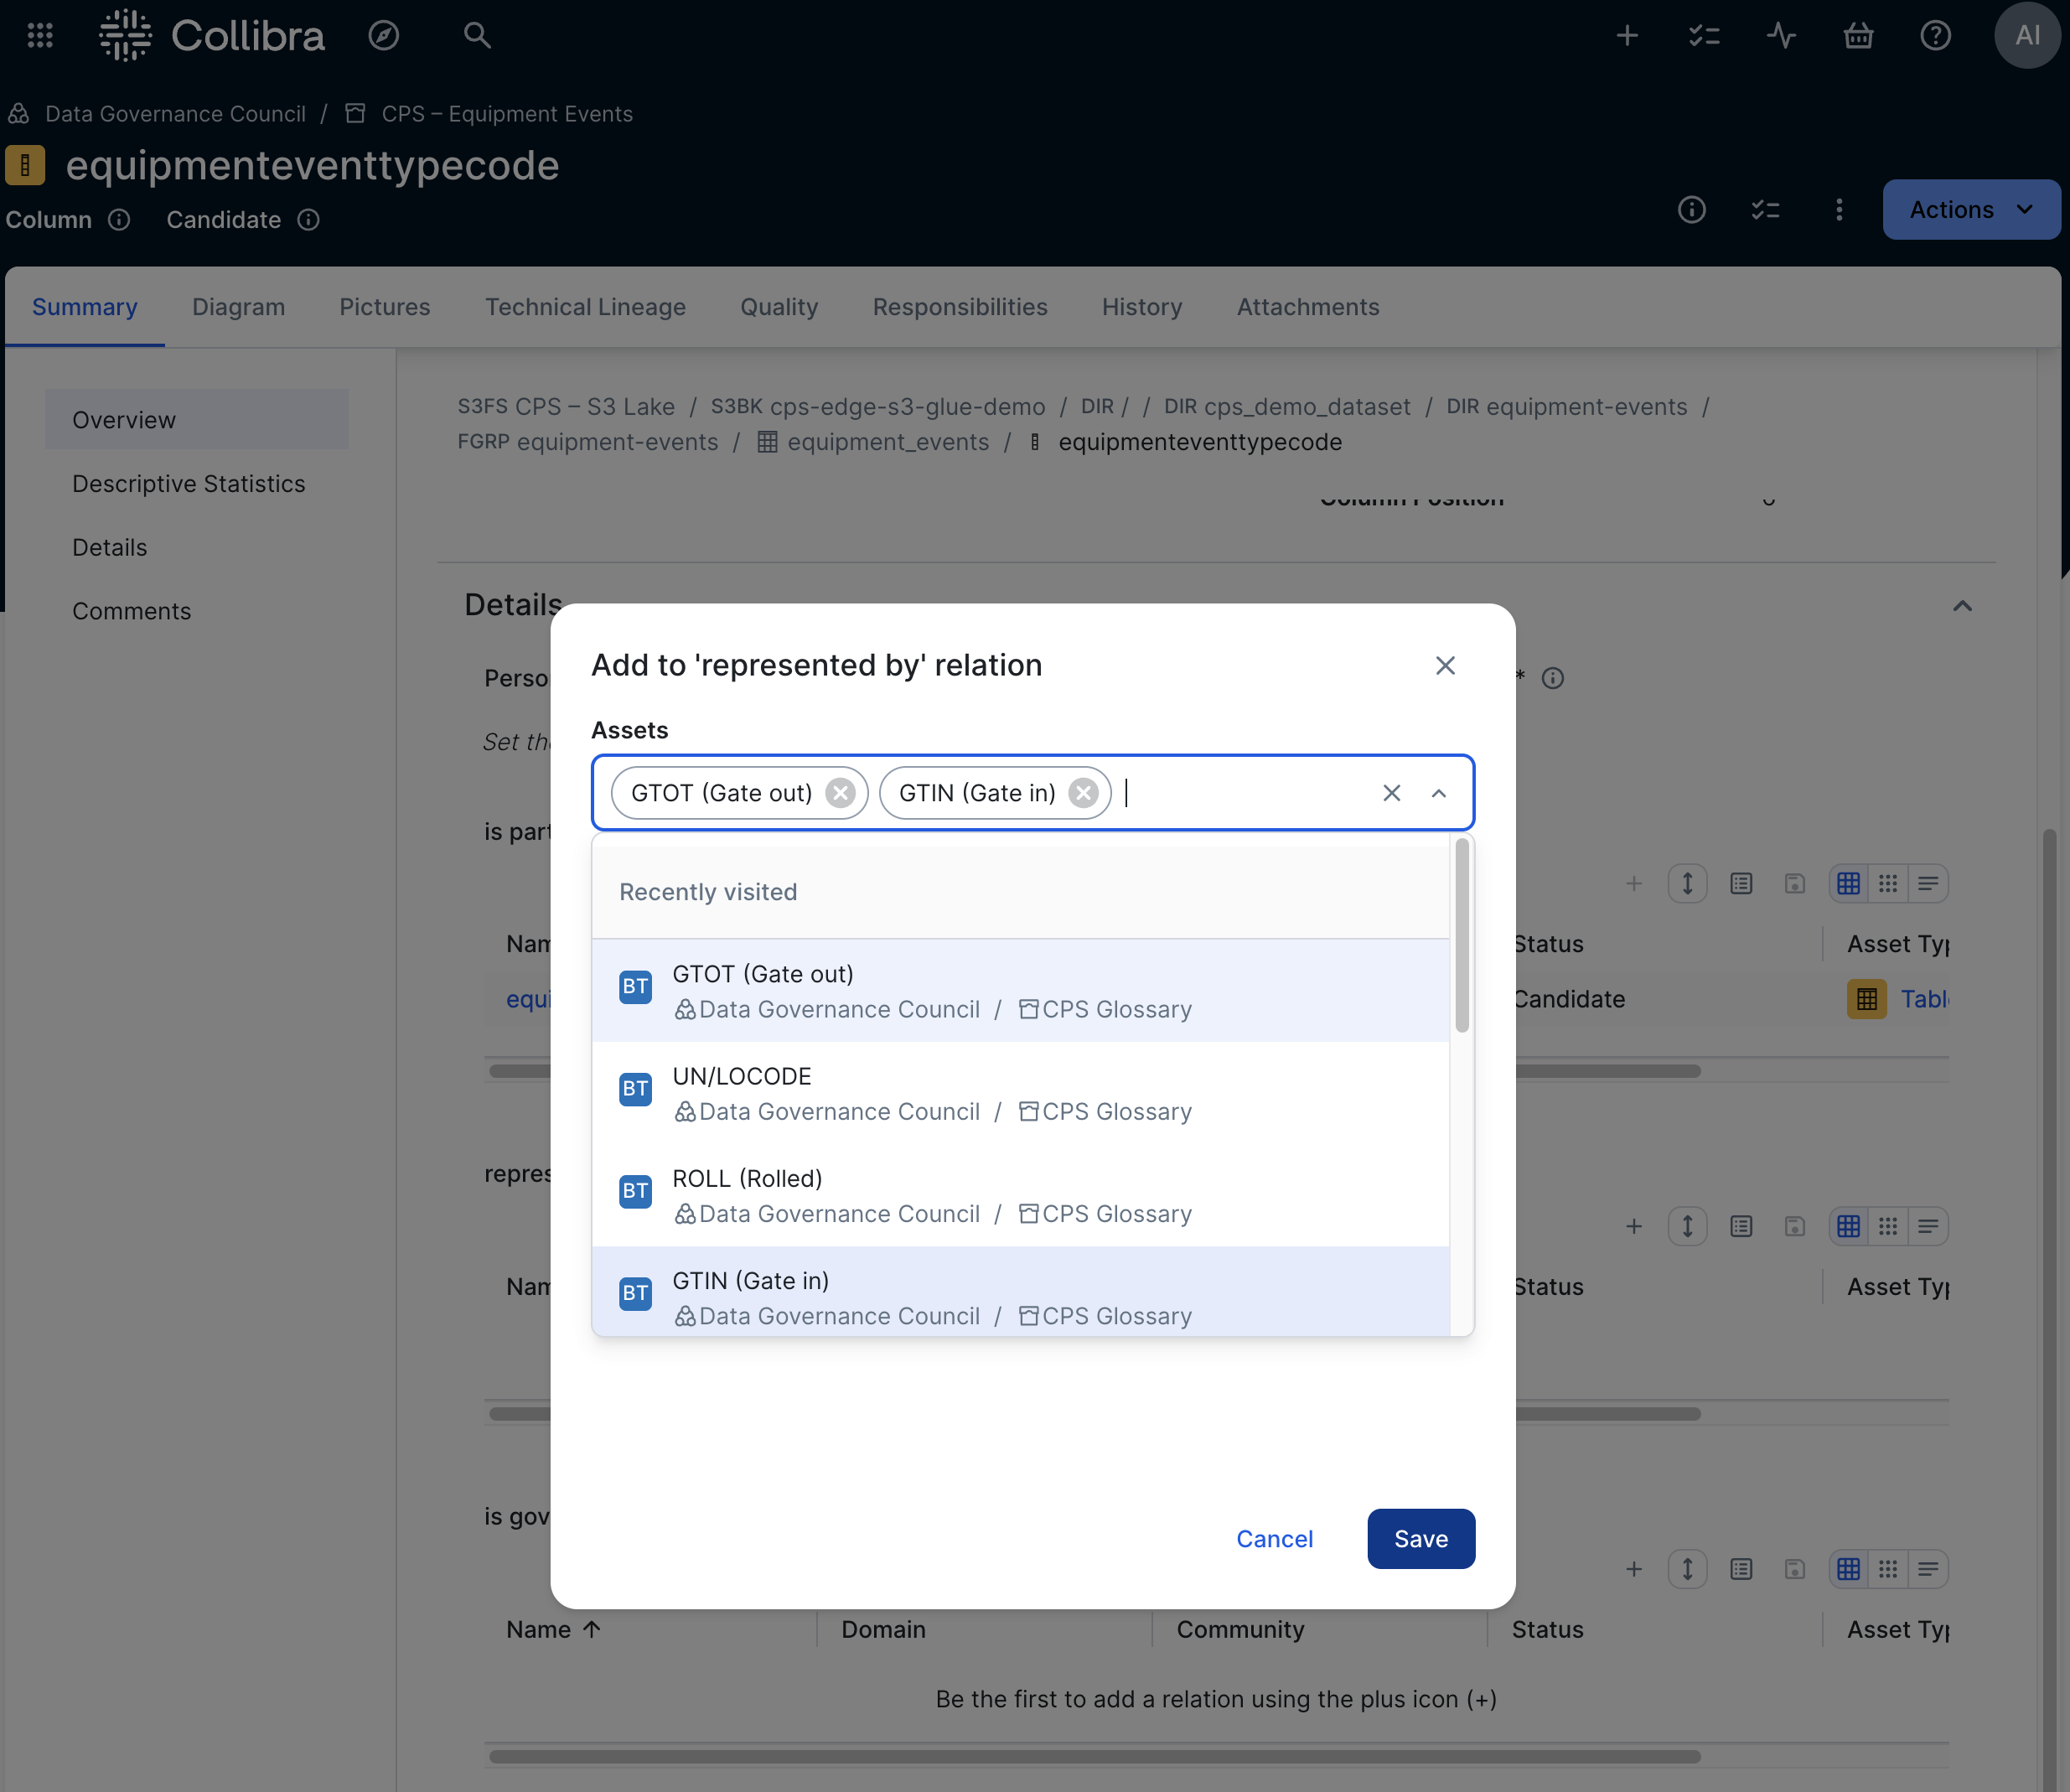 Collibra
AI
Data Governance Council / CPS – Equipment Events
equipmenteventtypecode
Column Candidate
Actions
Summary Diagram Pictures Technical Lineage Quality Responsibilities History Attachments
Overview
Descriptive Statistics
Details
Comments
S3FS CPS – S3 Lake / S3BK cps-edge-s3-glue-demo / DIR / / DIR cps_demo_dataset / DIR equipment-events /
FGRP equipment-events / equipment_events / equipmenteventtypecode
Column Position
Details
Perso
*
Set th
is part
Nam
Status
Asset Typ
equi
Candidate
Table
repres
Nam
Status
Asset Typ
is gov
Name Domain Community Status Asset Typ
Be the first to add a relation using the plus icon (+)
Add to 'represented by' relation
Assets
GTOT (Gate out) GTIN (Gate in)
Recently visited
BT
GTOT (Gate out)
Data Governance Council / CPS Glossary
BT
UN/LOCODE
Data Governance Council / CPS Glossary
BT
ROLL (Rolled)
Data Governance Council / CPS Glossary
BT
GTIN (Gate in)
Data Governance Council / CPS Glossary
Cancel Save